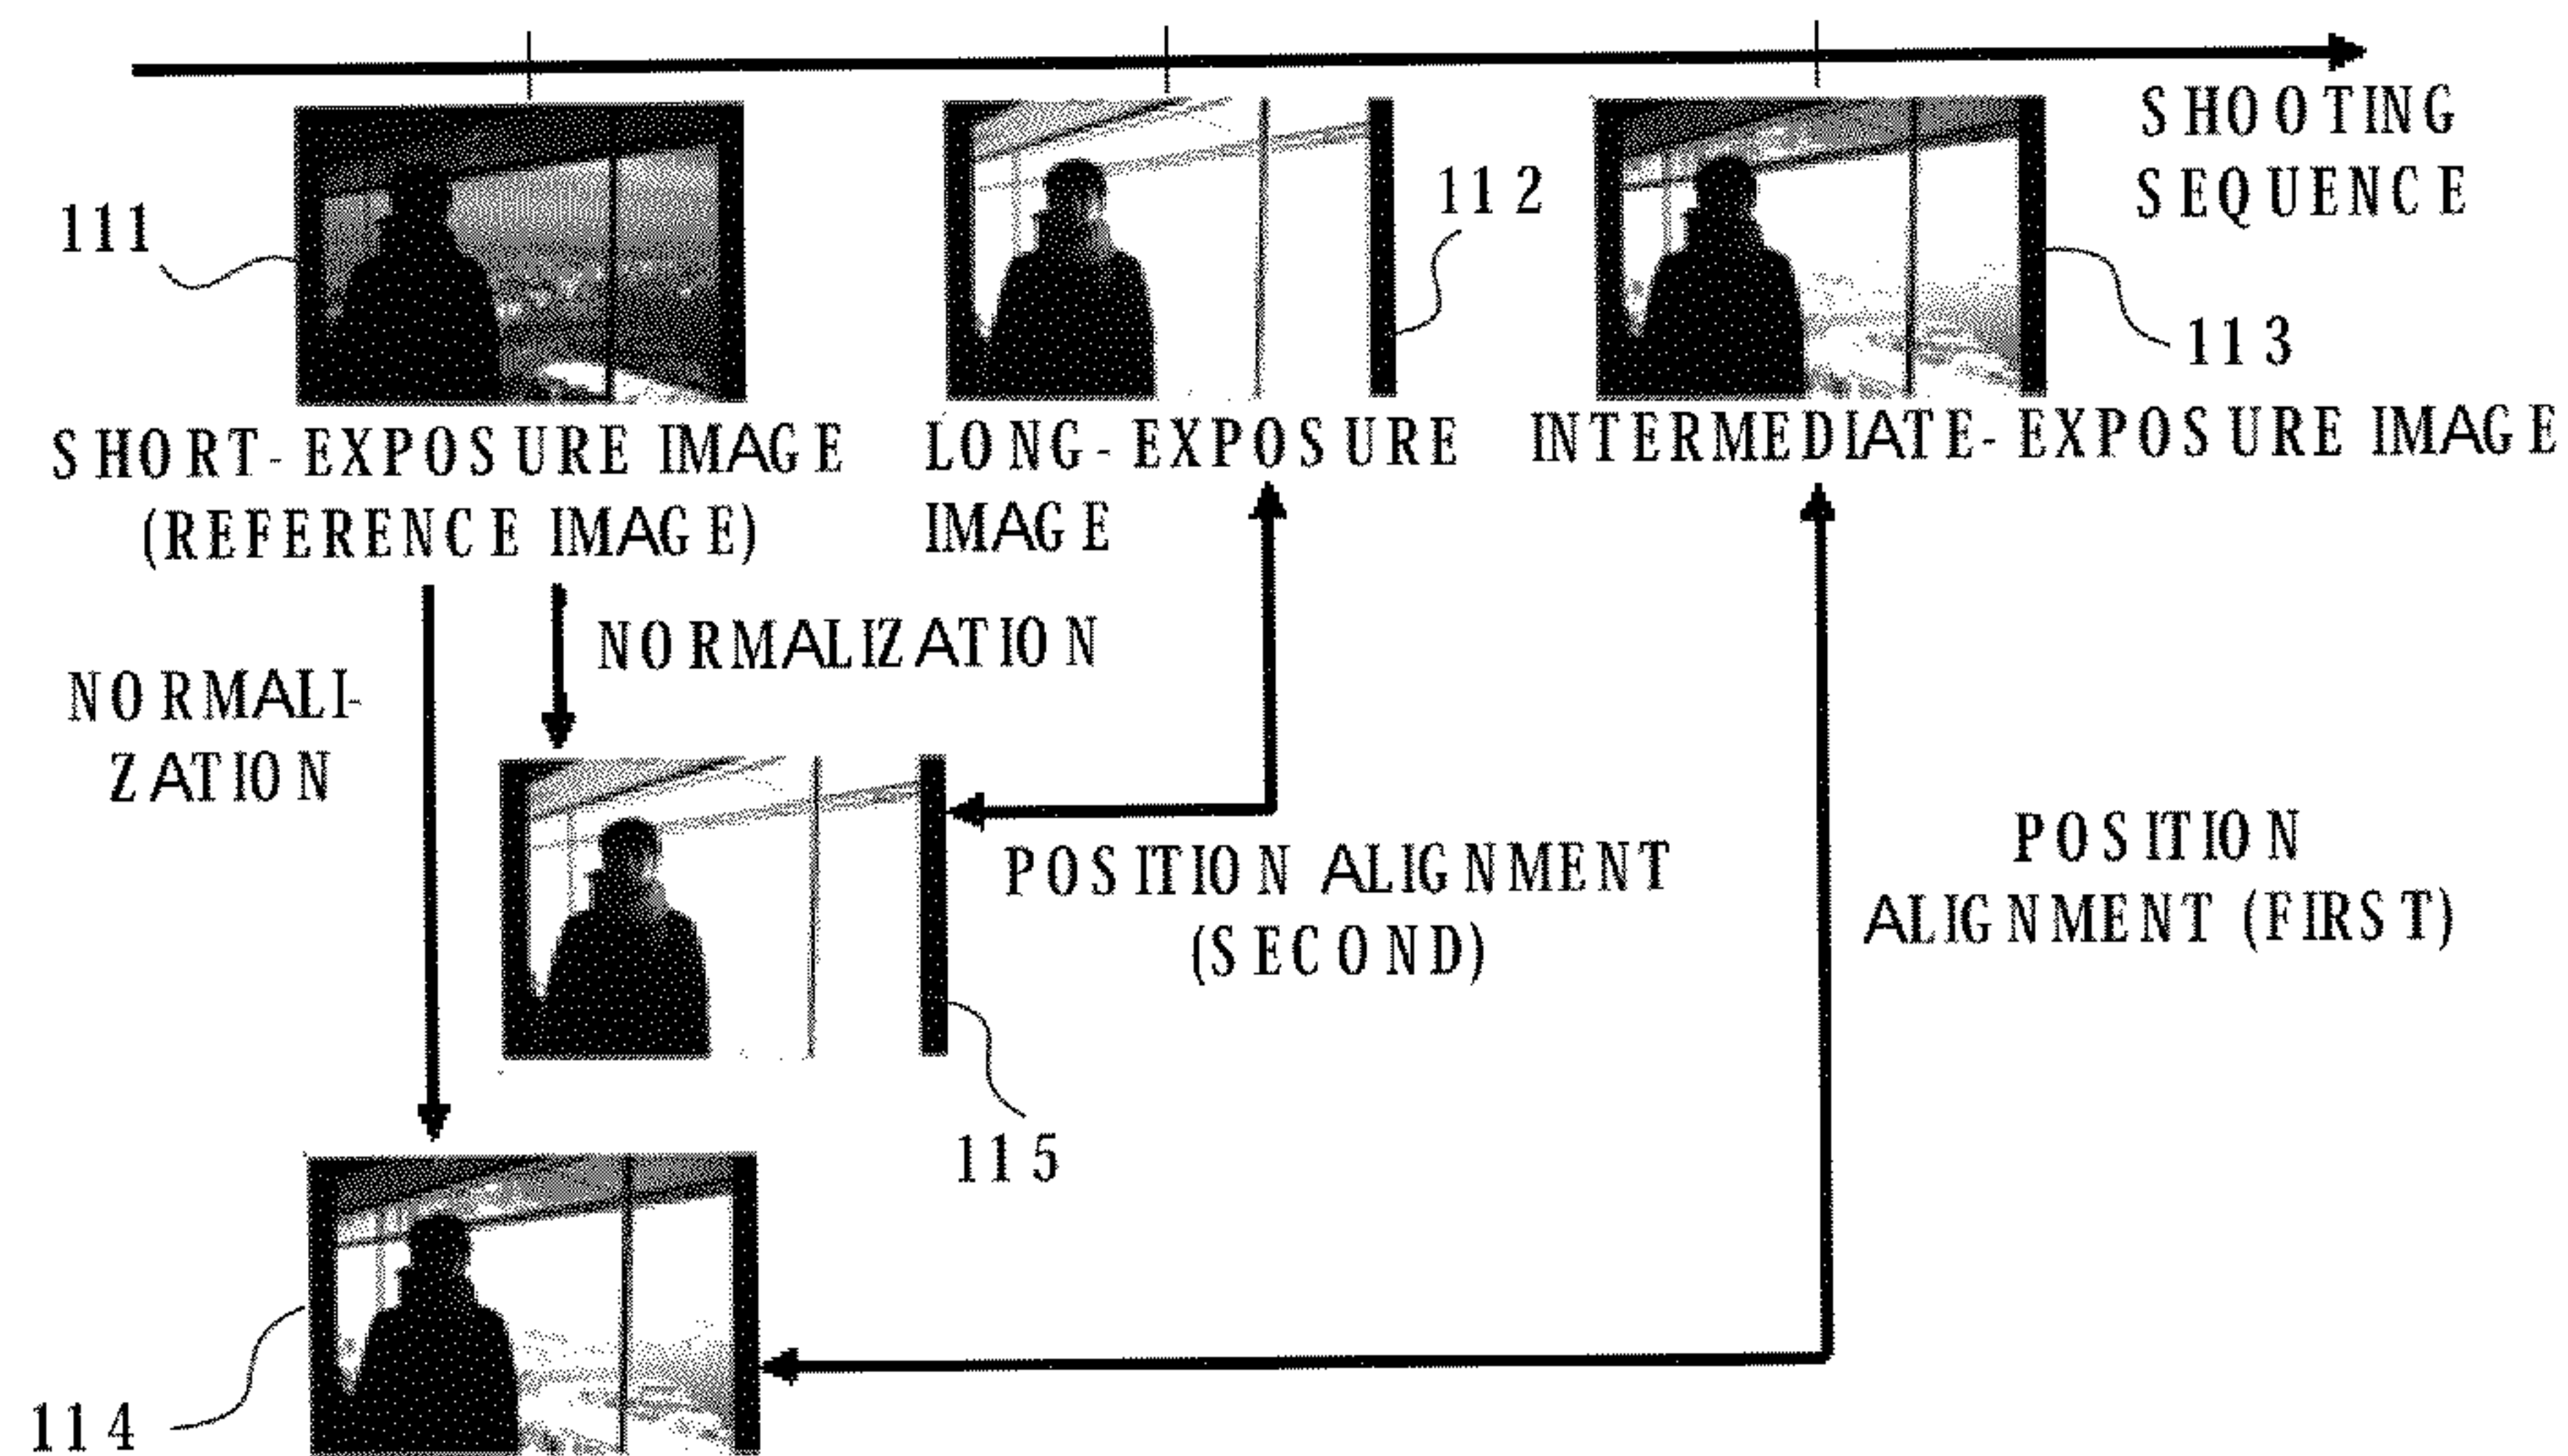 SHOOTING
SEQUENCE
111
112
113
SHORT-EXPOSURE IMAGE
(REFERENCE IMAGE)
LONG-EXPOSURE
IMAGE
INTERMEDIATE-EXPOSURE IMAGE
NORMALI-
ZATION
NORMALIZATION
POSITION ALIGNMENT
(SECOND)
POSITION
ALIGNMENT (FIRST)
115
114